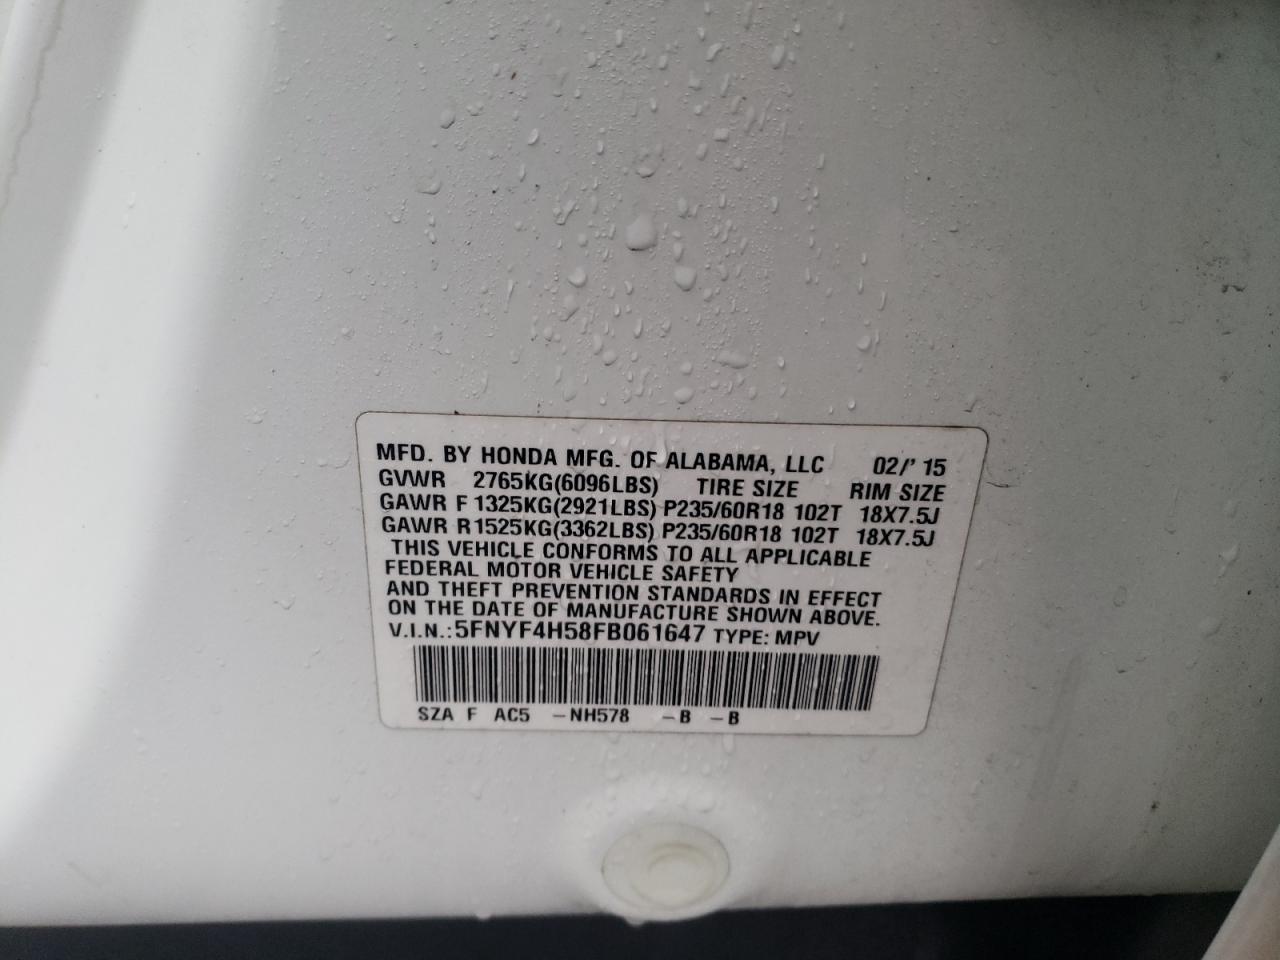 MFD. BY HONDA MFG. OF ALABAMA, LLC 02/' 15
GVWR 2765KG(6096LBS) TIRE SIZE RIM SIZE
GAWR F 1325KG(2921LBS) P235/60R18 102T 18X7.5J
GAWR R1525KG(3362LBS) P235/60R18 102T 18X7.5J
THIS VEHICLE CONFORMS TO ALL APPLICABLE
FEDERAL MOTOR VEHICLE SAFETY
AND THEFT PREVENTION STANDARDS IN EFFECT
ON THE DATE OF MANUFACTURE SHOWN ABOVE.
V.I.N.:5FNYF4H58FB061647 TYPE: MPV
SZA F AC5 -NH578 -B -B